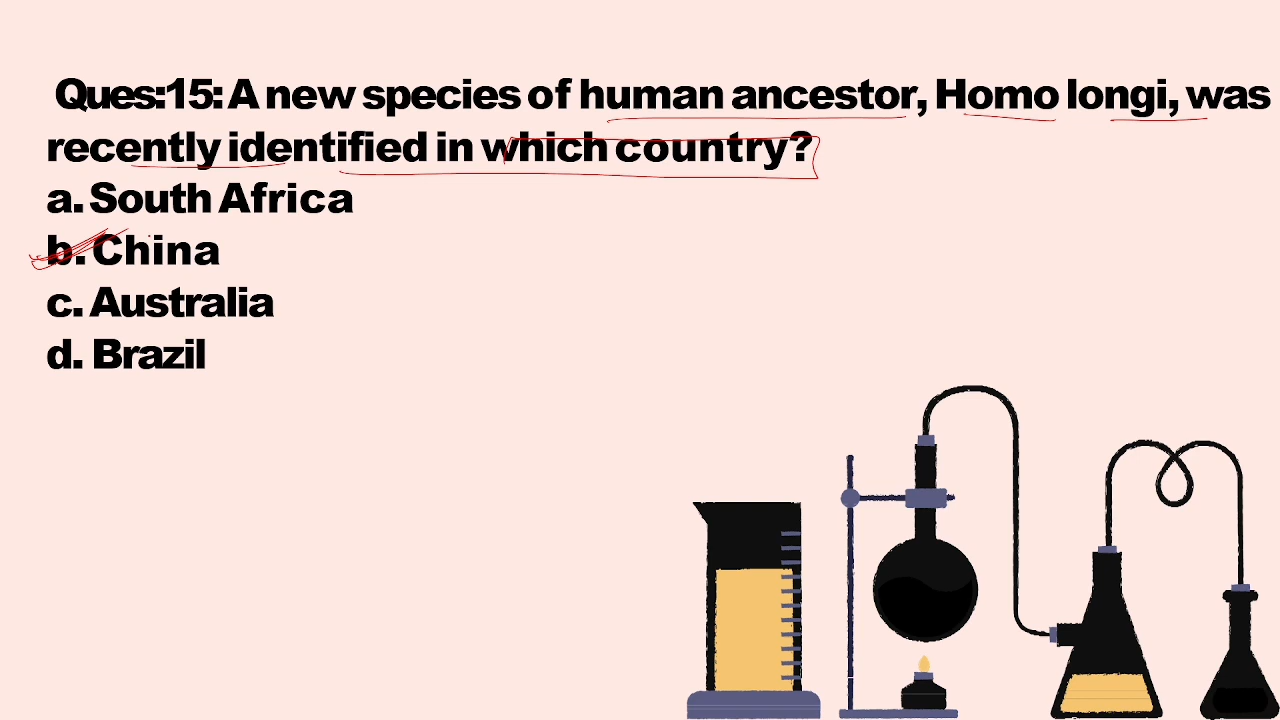 Ques:15: A new species of human ancestor, Homo longi, was
recently identified in which country?
a. South Africa
b. China
c. Australia
d. Brazil